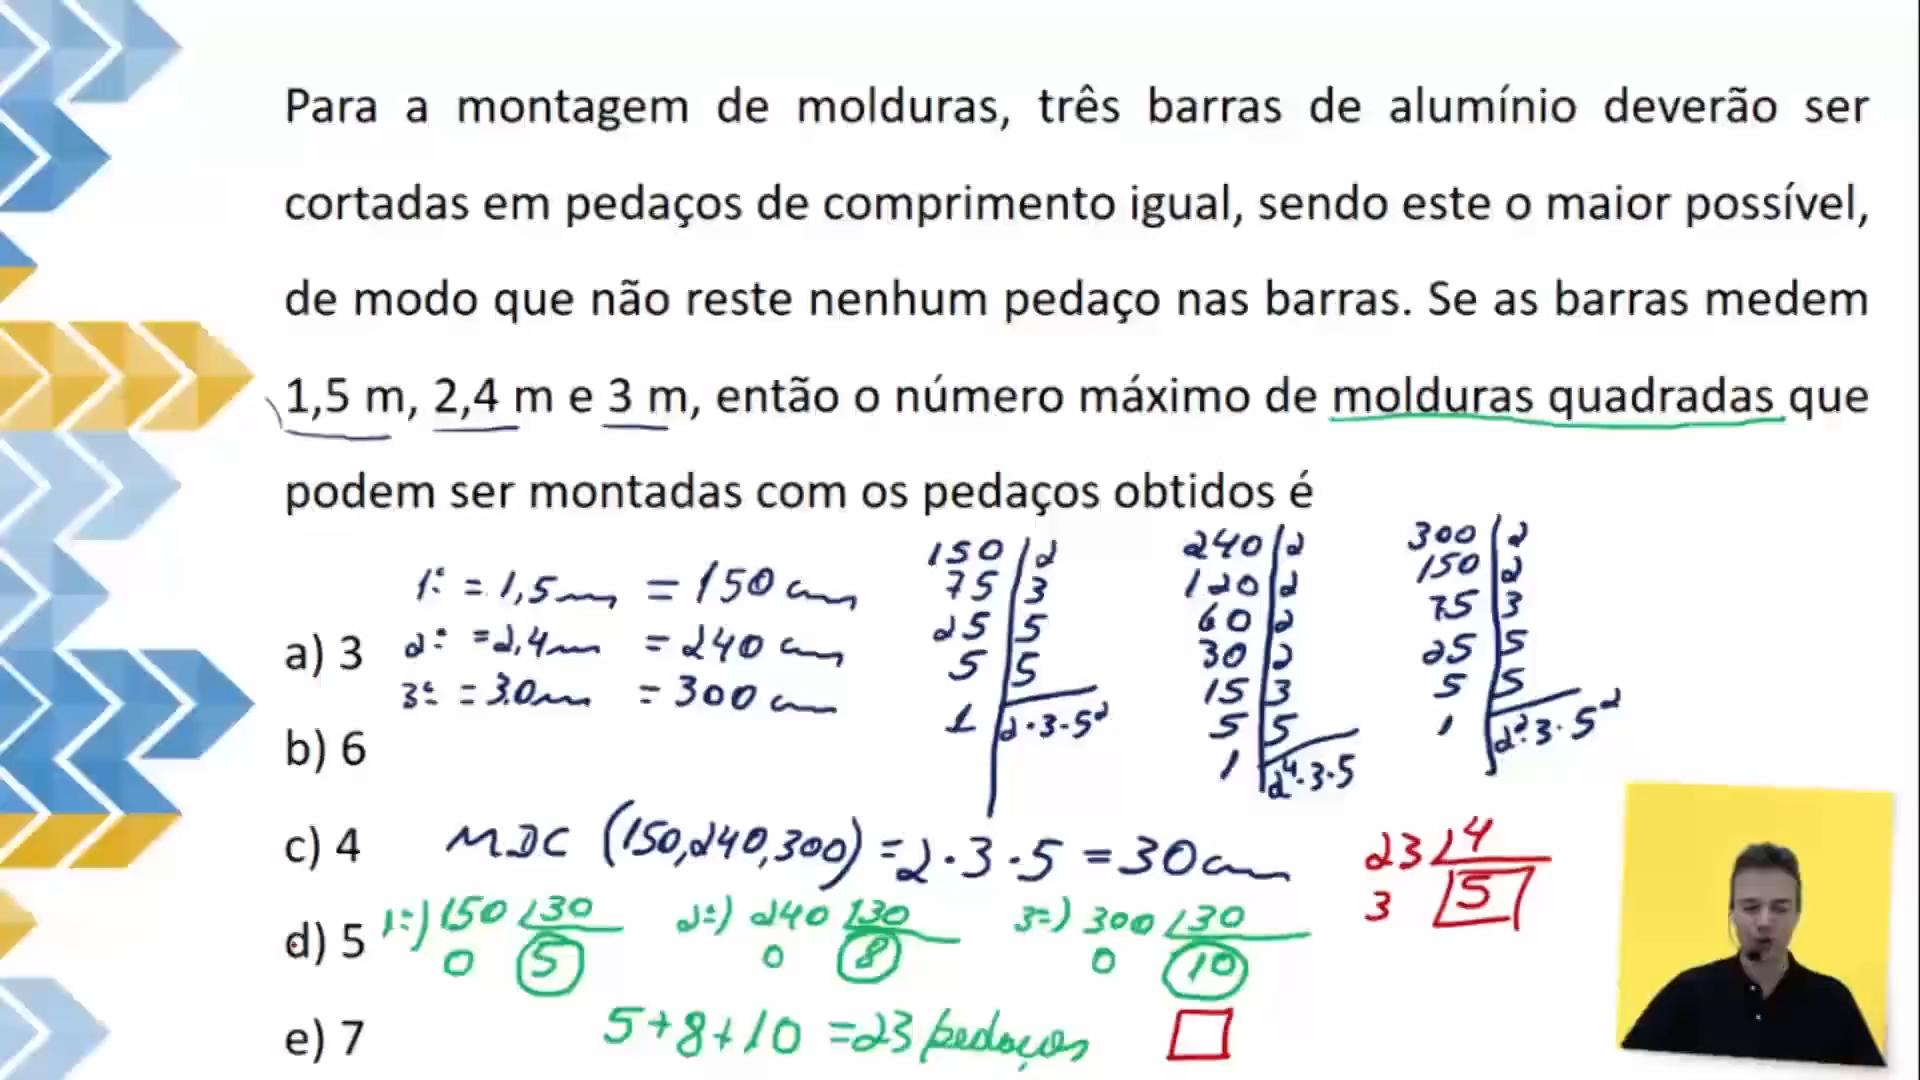 Para a montagem de molduras, três barras de alumínio deverão ser
cortadas em pedaços de comprimento igual, sendo este o maior possível,
de modo que não reste nenhum pedaço nas barras. Se as barras medem
1,5 m, 2,4 m e 3 m, então o número máximo de molduras quadradas que
podem ser montadas com os pedaços obtidos é
1ª = 1,5m = 150 cm
a) 3
2ª = 2,4m = 240 cm
3ª = 3,0m = 300 cm
b) 6
150 2
75 3
25 5
5 5
1 2·3·5²
240 2
120 2
60 2
30 2
15 3
5 5
1 2⁴·3·5
300 2
150 2
75 3
25 5
5 5
1 2²·3·5²
c) 4
MDC (150,240,300) = 2·3·5 = 30cm
23 4
3 5
d) 5
1ª) 150 30
0 5
2ª) 240 30
0 8
3ª) 300 30
0 10
e) 7
5+8+10 = 23 pedaços